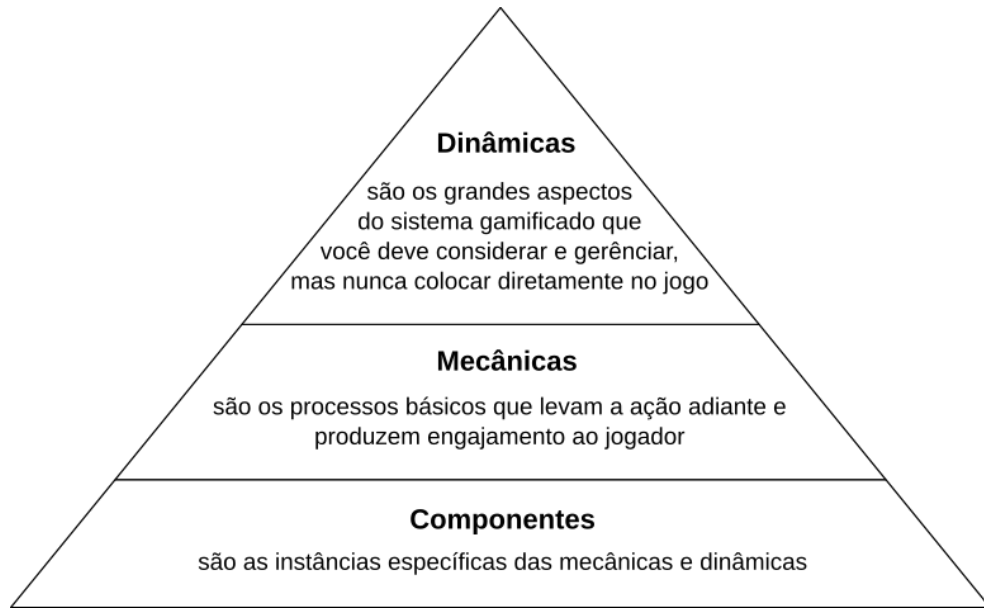 Dinâmicas
são os grandes aspectos
do sistema gamificado que
você deve considerar e gerênciar,
mas nunca colocar diretamente no jogo
Mecânicas
são os processos básicos que levam a ação adiante e
produzem engajamento ao jogador
Componentes
são as instâncias específicas das mecânicas e dinâmicas